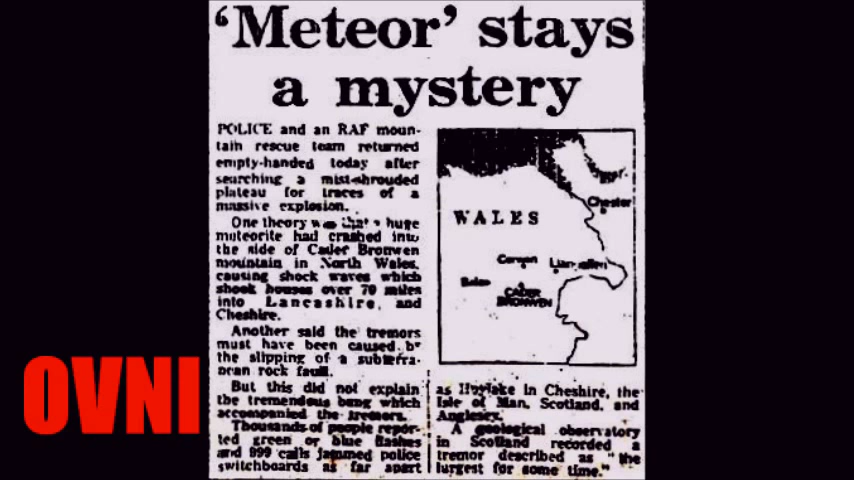 'Meteor' stays
a mystery
POLICE and an RAF moun-
tain rescue team returned
empty-handed today after
searching a mist-shrouded
plateau for traces of a
massive explosion.
One theory was that a huge
meteorite had crashed into
the side of Cader Bronwen
mountain in North Wales,
causing shock waves which
shook houses over 70 miles
into Lancashire, and
Cheshire.
Another said the tremors
must have been caused by
the slipping of a subterra-
nean rock fault.
But this did not explain
the tremendous bang which
accompanied the tremors.
Thousands of people repor-
ted green or blue flashes
and 999 calls jammed police
switchboards as far apart
WALES
Chester
Corwen
Llangollen
Bala
CADER
BRONWEN
as Hoylake in Cheshire, the
Isle of Man, Scotland, and
Anglesey.
A geological observatory
in Scotland recorded a
tremor described as "the
largest for some time."
OVNI